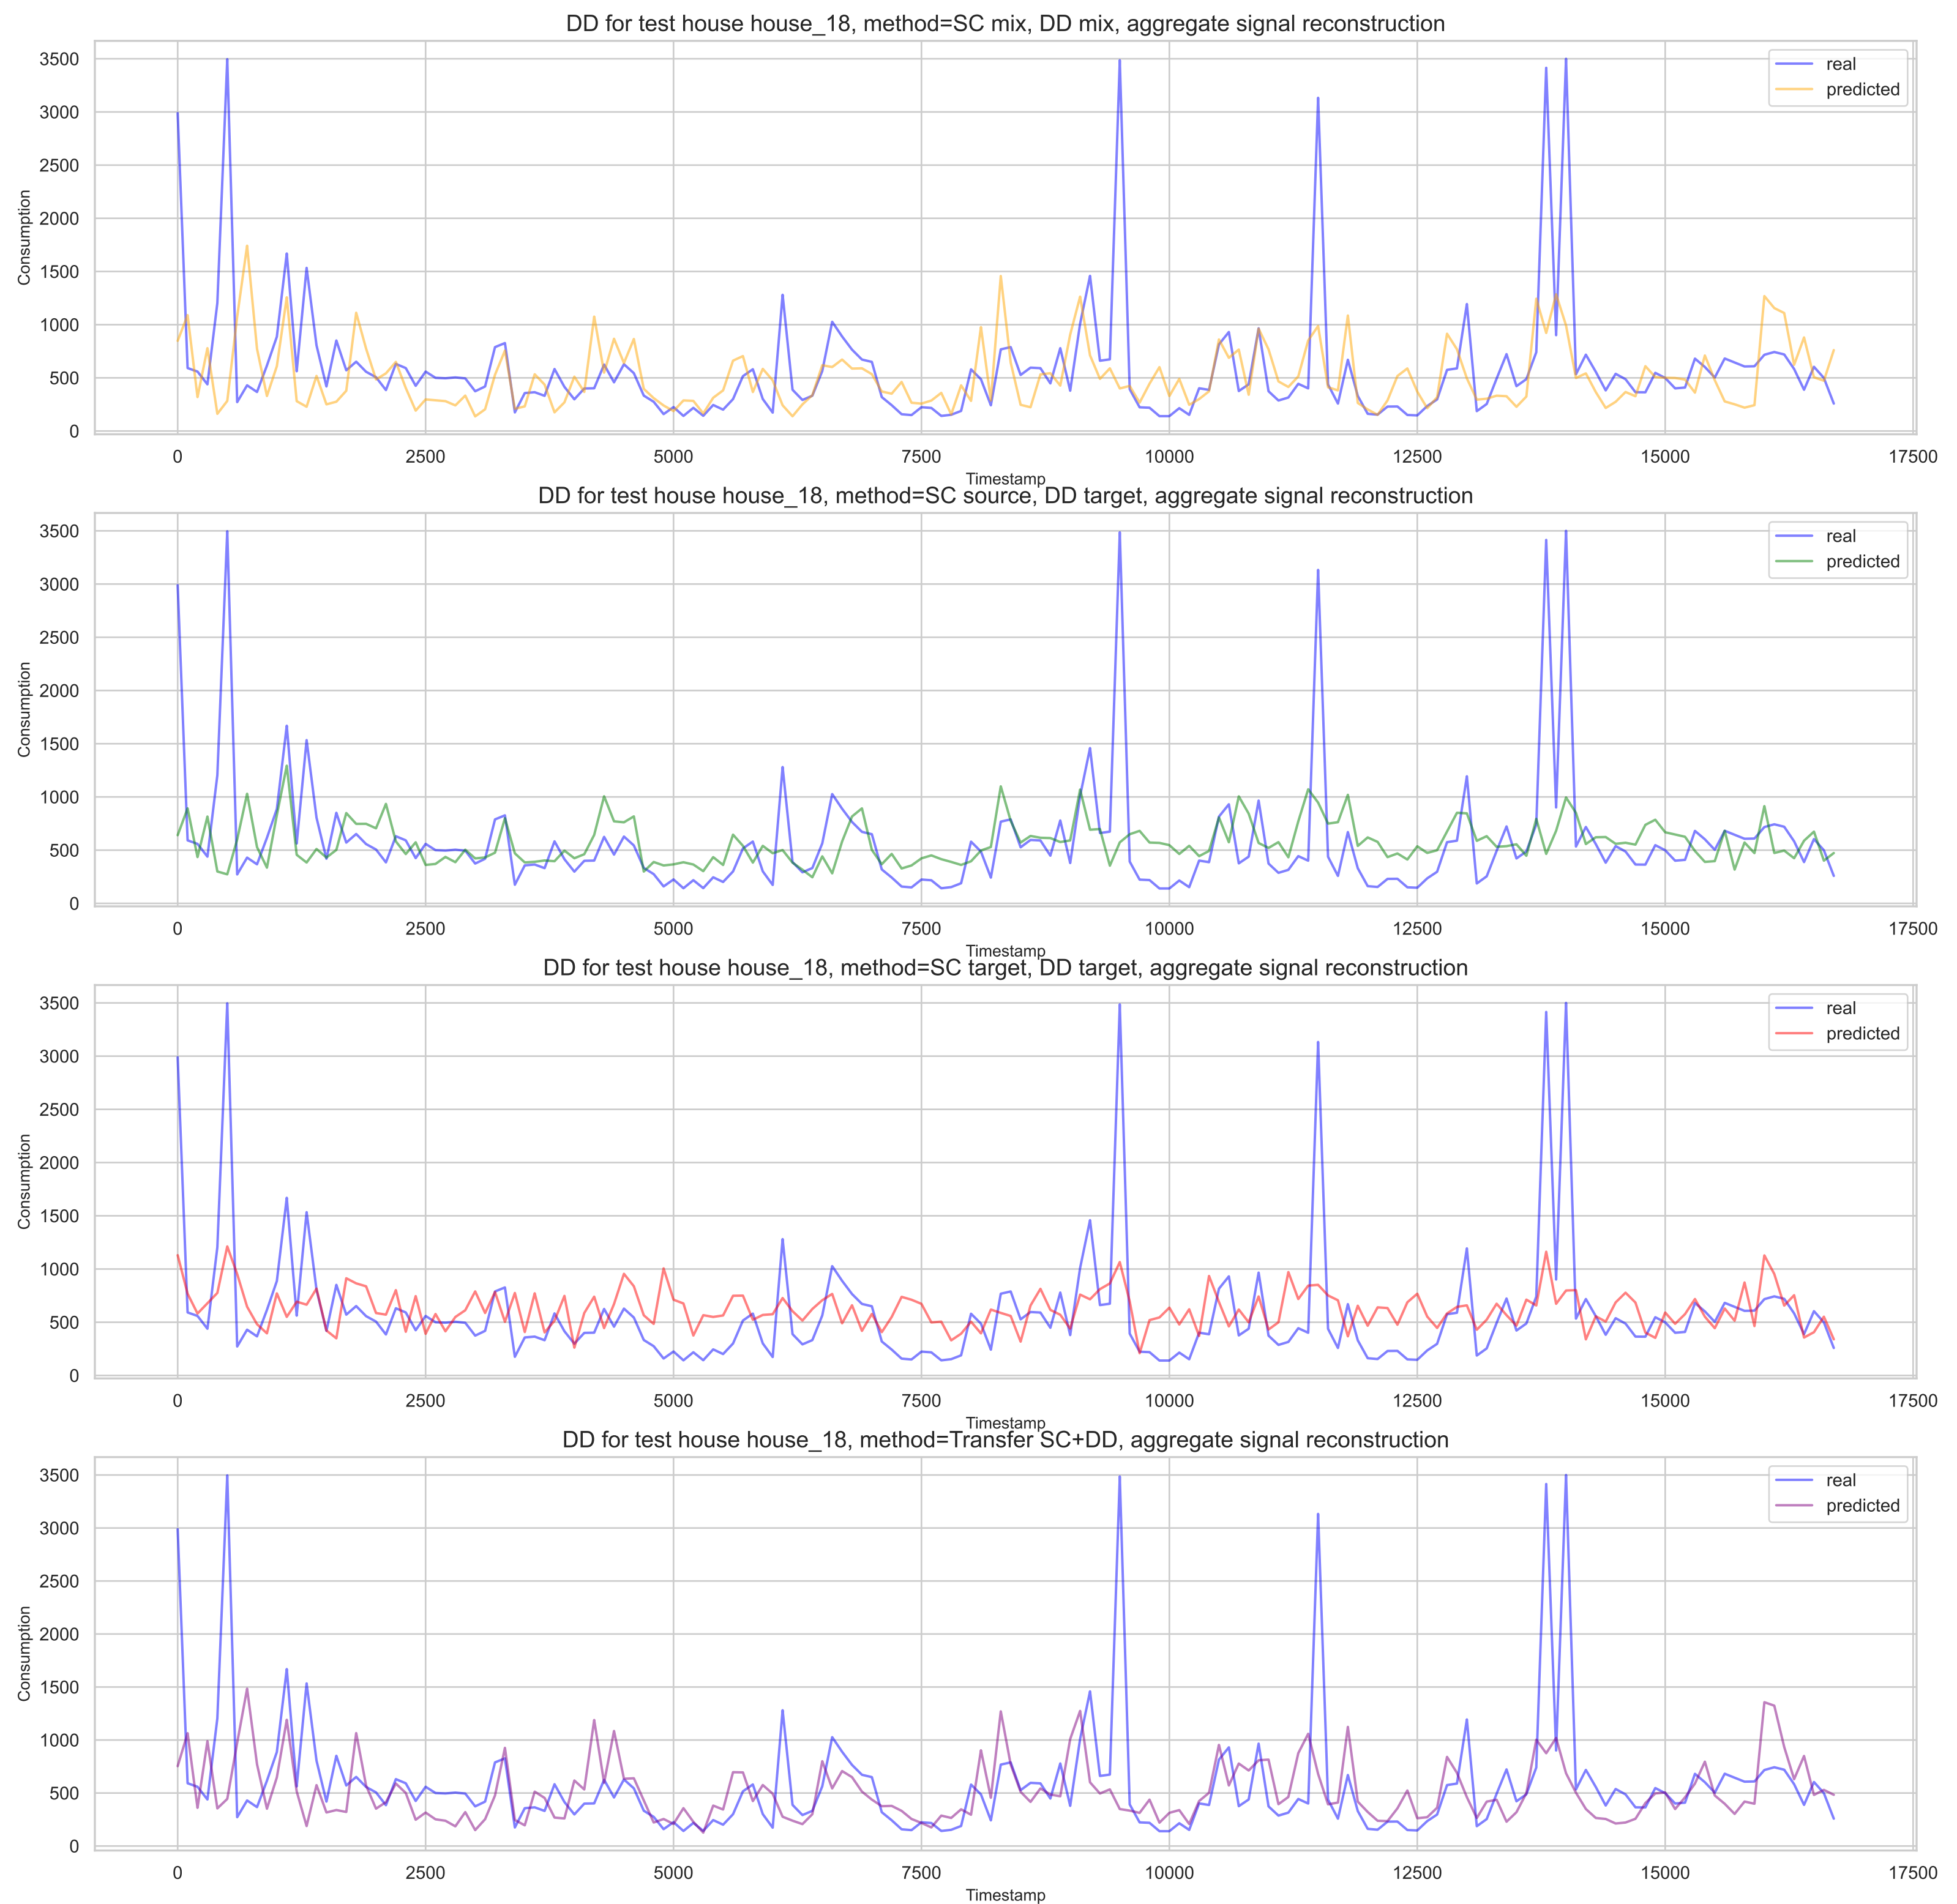 DD for test house house_18, method=SC mix, DD mix, aggregate signal reconstruction
3500
3000
2500
2000
1500
1000
500
0
Consumption
real
predicted
0 2500 5000 7500 10000 12500 15000 17500
Timestamp
DD for test house house_18, method=SC source, DD target, aggregate signal reconstruction
3500
3000
2500
2000
1500
1000
500
0
Consumption
real
predicted
0 2500 5000 7500 10000 12500 15000 17500
Timestamp
DD for test house house_18, method=SC target, DD target, aggregate signal reconstruction
3500
3000
2500
2000
1500
1000
500
0
Consumption
real
predicted
0 2500 5000 7500 10000 12500 15000 17500
Timestamp
DD for test house house_18, method=Transfer SC+DD, aggregate signal reconstruction
3500
3000
2500
2000
1500
1000
500
0
Consumption
real
predicted
0 2500 5000 7500 10000 12500 15000 17500
Timestamp